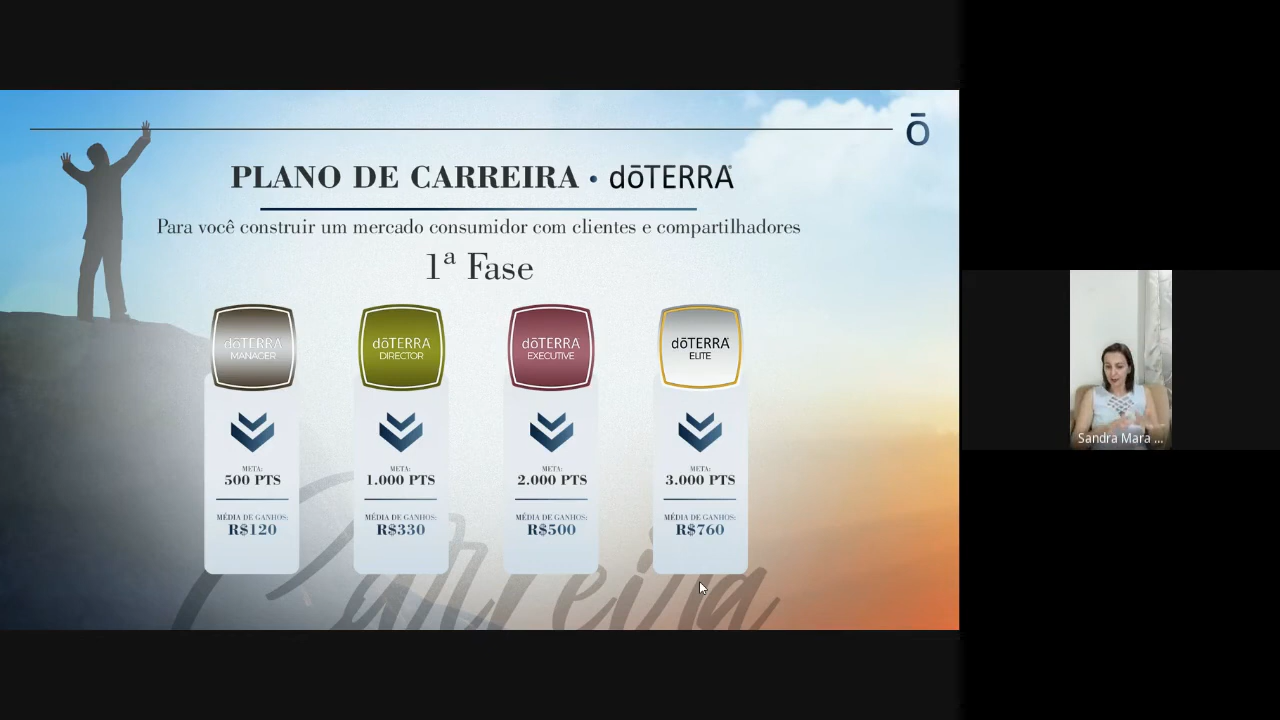 ō
PLANO DE CARREIRA • dōTERRA®
Para você construir um mercado consumidor com clientes e compartilhadores
1ª Fase
dōTERRA
MANAGER
dōTERRA
DIRECTOR
dōTERRA
EXECUTIVE
dōTERRA
ELITE
META:
500 PTS
MÉDIA DE GANHOS:
R$120
META:
1.000 PTS
MÉDIA DE GANHOS:
R$330
META:
2.000 PTS
MÉDIA DE GANHOS:
R$500
META:
3.000 PTS
MÉDIA DE GANHOS:
R$760
Carreira
Sandra Mara ...